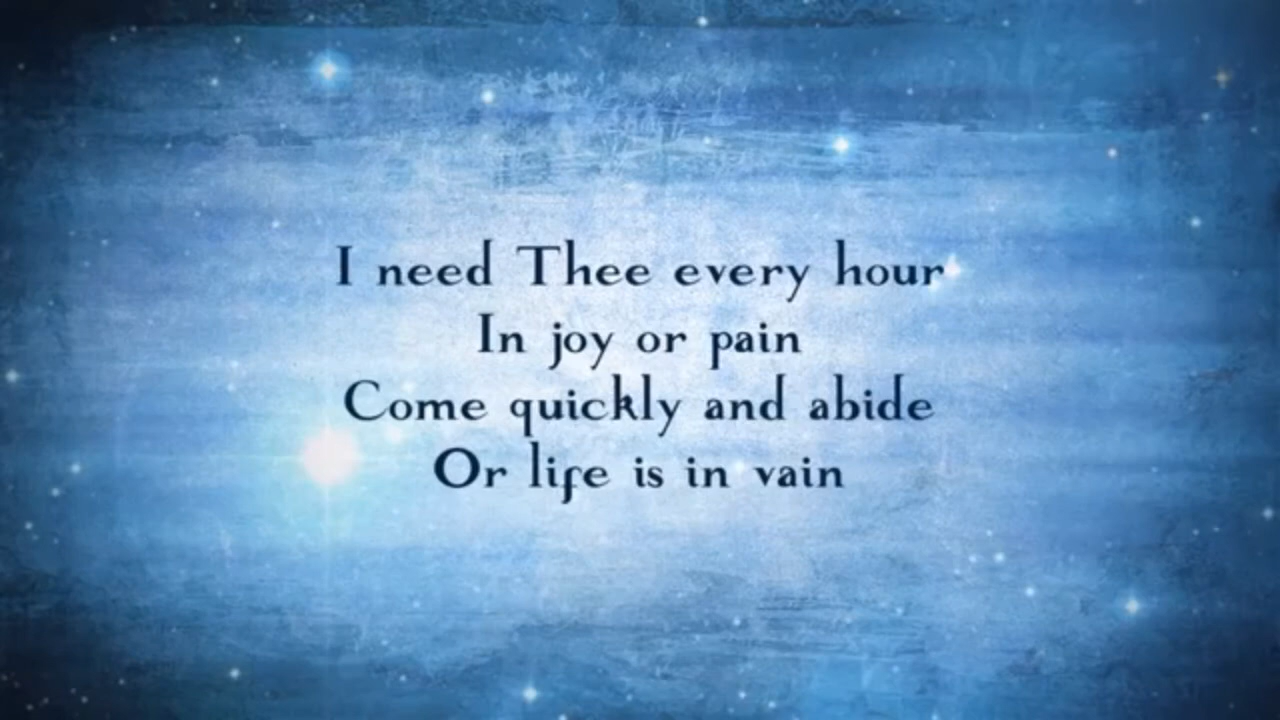 I need Thee every hour
In joy or pain
Come quickly and abide
Or life is in vain